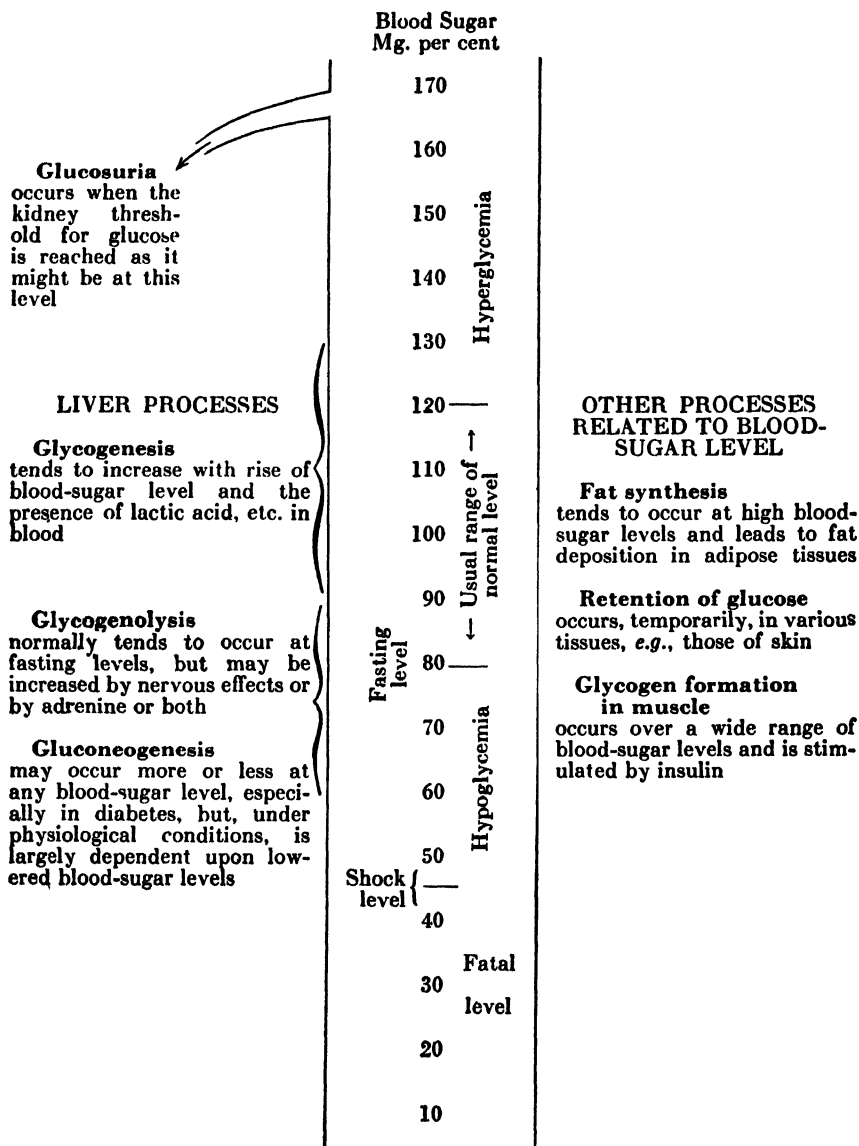 Blood Sugar
Mg. per cent
170
160
150
140
130
120
110
100
90
80
70
60
50
40
30
20
10
Hyperglycemia
Usual range of
normal level
Fasting
level
Hypoglycemia
Shock
level
Fatal
level
Glucosuria
occurs when the
kidney thresh-
old for glucose
is reached as it
might be at this
level
LIVER PROCESSES
Glycogenesis
tends to increase with rise of
blood-sugar level and the
presence of lactic acid, etc. in
blood
Glycogenolysis
normally tends to occur at
fasting levels, but may be
increased by nervous effects or
by adrenine or both
Gluconeogenesis
may occur more or less at
any blood-sugar level, especi-
ally in diabetes, but, under
physiological conditions, is
largely dependent upon low-
ered blood-sugar levels
OTHER PROCESSES
RELATED TO BLOOD-
SUGAR LEVEL
Fat synthesis
tends to occur at high blood-
sugar levels and leads to fat
deposition in adipose tissues
Retention of glucose
occurs, temporarily, in various
tissues, e.g., those of skin
Glycogen formation
in muscle
occurs over a wide range of
blood-sugar levels and is stim-
ulated by insulin